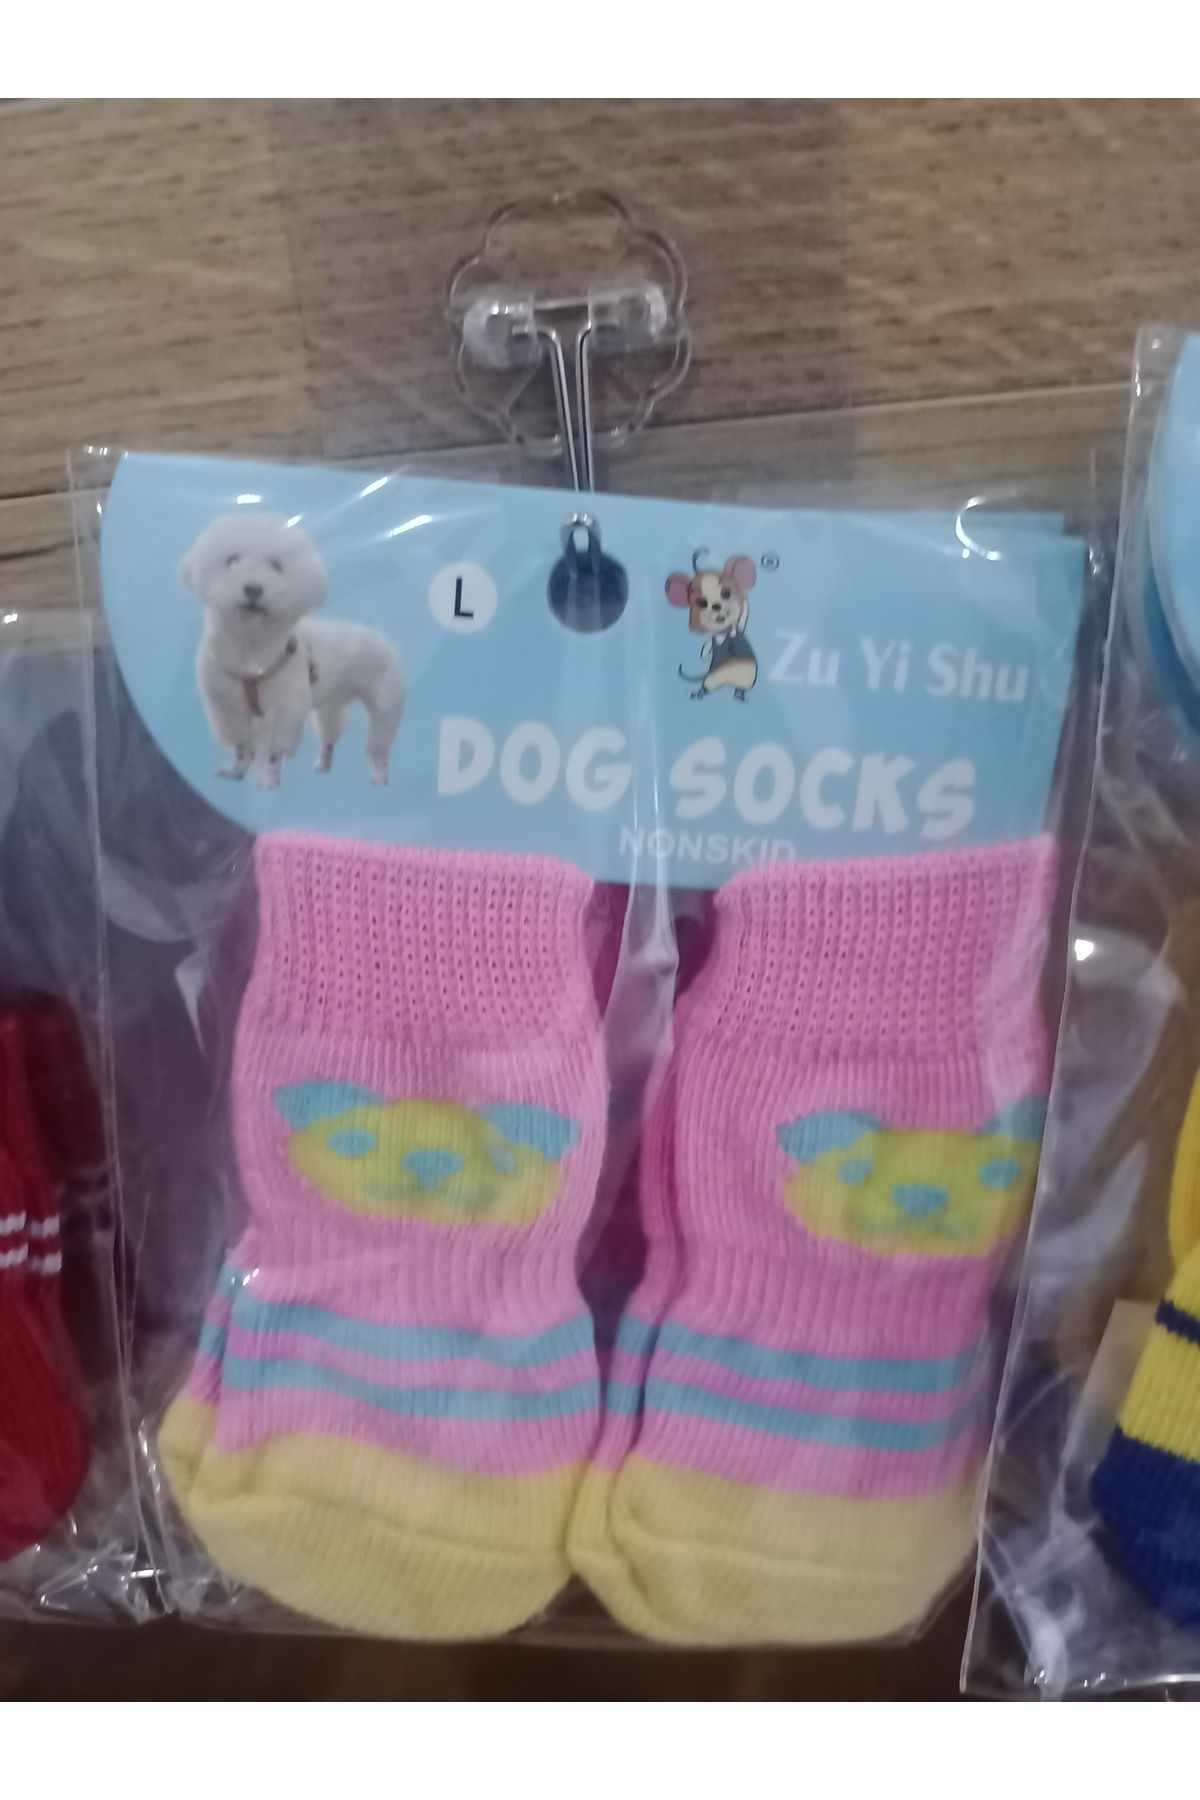 L
®
Zu Yi Shu
DOG SOCKS
NONSKID